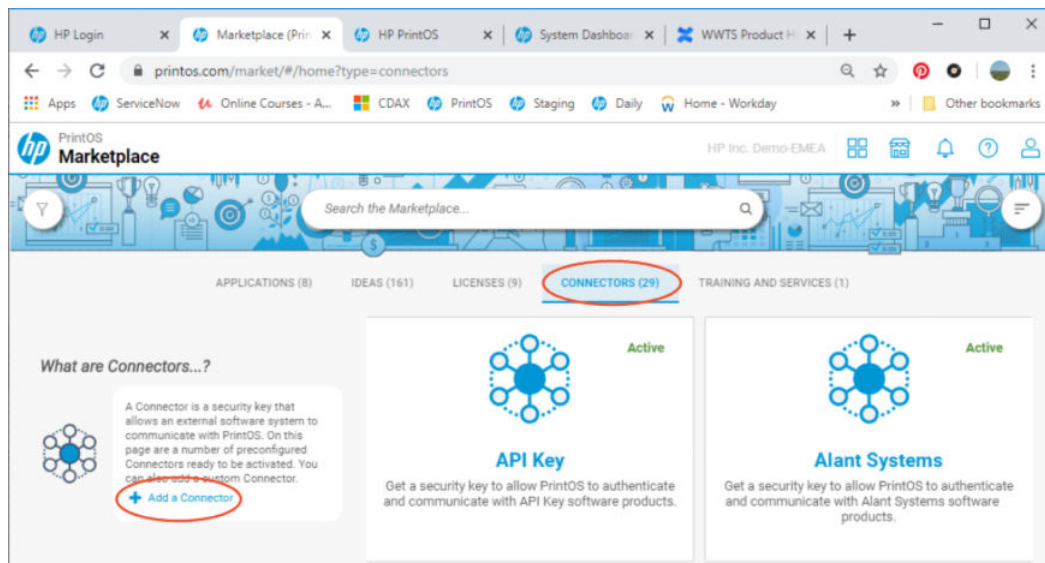 HP Login
Marketplace (Prin
HP PrintOS
System Dashboar
WWTS Product H
printos.com/market/#/home?type=connectors
Apps ServiceNow Online Courses - A... CDAX PrintOS Staging Daily Home - Workday » Other bookmarks
hp
PrintOS
Marketplace
HP Inc. Demo-EMEA
Search the Marketplace...
APPLICATIONS (8) IDEAS (161) LICENSES (9) CONNECTORS (29) TRAINING AND SERVICES (1)
What are Connectors...?
A Connector is a security key that
allows an external software system to
communicate with PrintOS. On this
page are a number of preconfigured
Connectors ready to be activated. You
can also add a custom Connector.
+ Add a Connector
Active
API Key
Get a security key to allow PrintOS to authenticate
and communicate with API Key software products.
Active
Alant Systems
Get a security key to allow PrintOS to authenticate
and communicate with Alant Systems software
products.